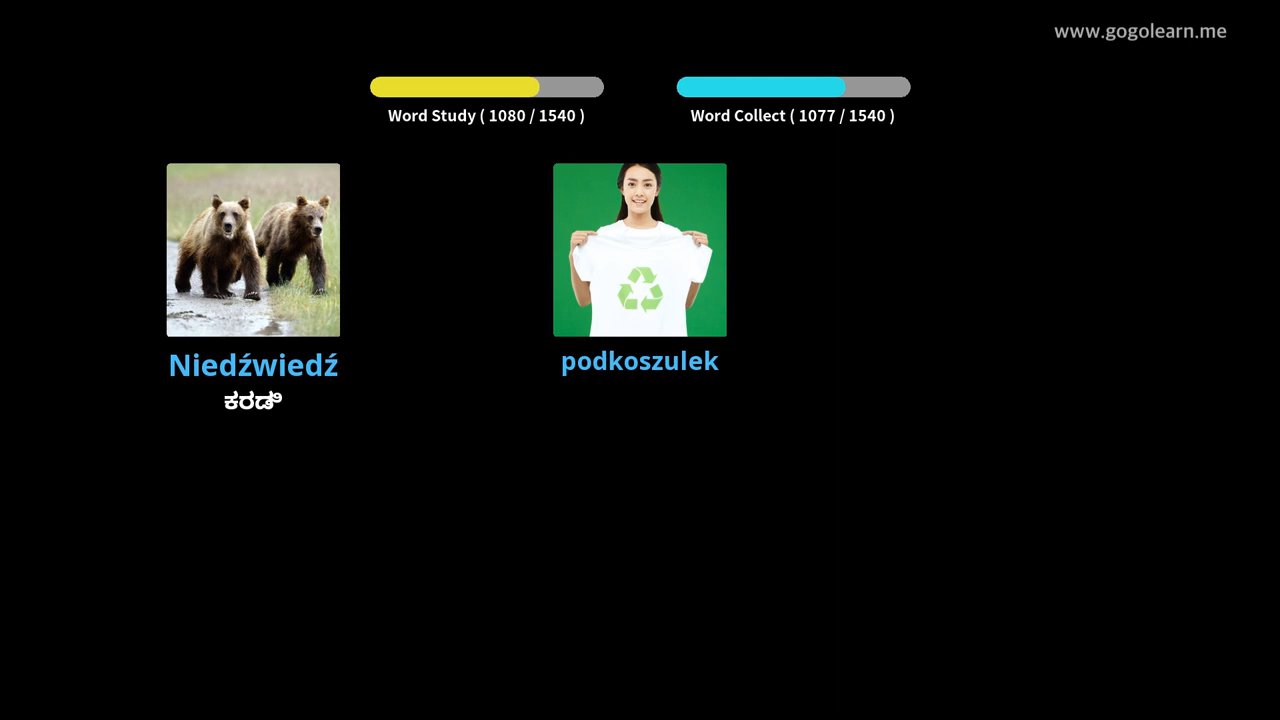 www.gogolearn.me
Word Study ( 1080 / 1540 )
Word Collect ( 1077 / 1540 )
Niedźwiedź
podkoszulek
ಕರಡಿ